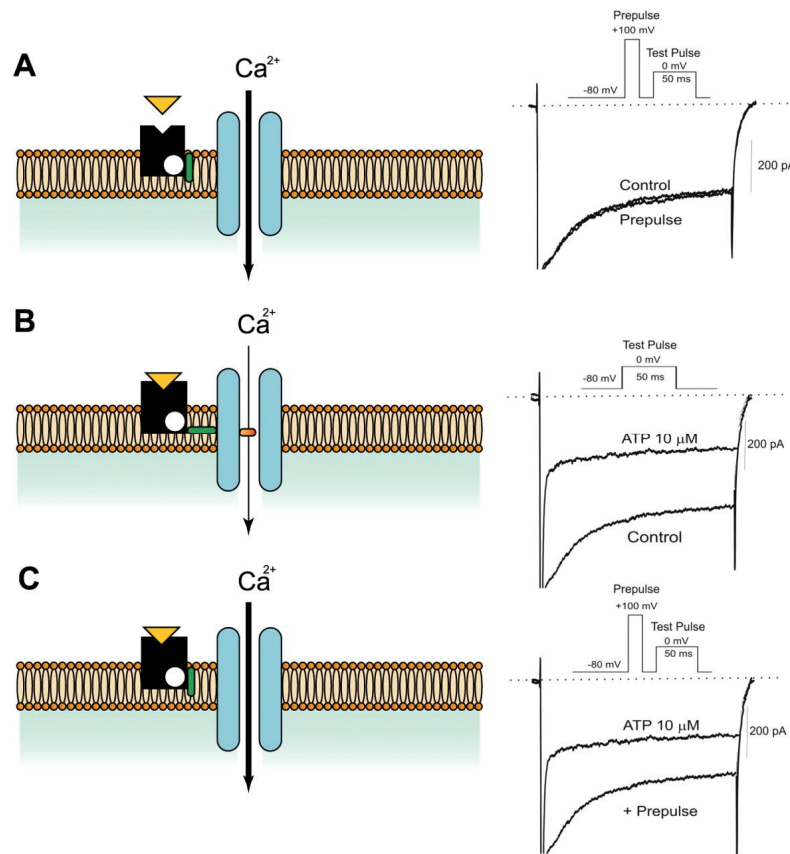 A
Ca2+
Prepulse
+100 mV
Test Pulse
0 mV
-80 mV
50 ms
Control
Prepulse
B
Ca2+
Test Pulse
0 mV
-80 mV
50 ms
ATP 10 μM
200 pA
Control
C
Ca2+
Prepulse
+100 mV
Test Pulse
0 mV
-80 mV
50 ms
ATP 10 μM
200 pA
+ Prepulse